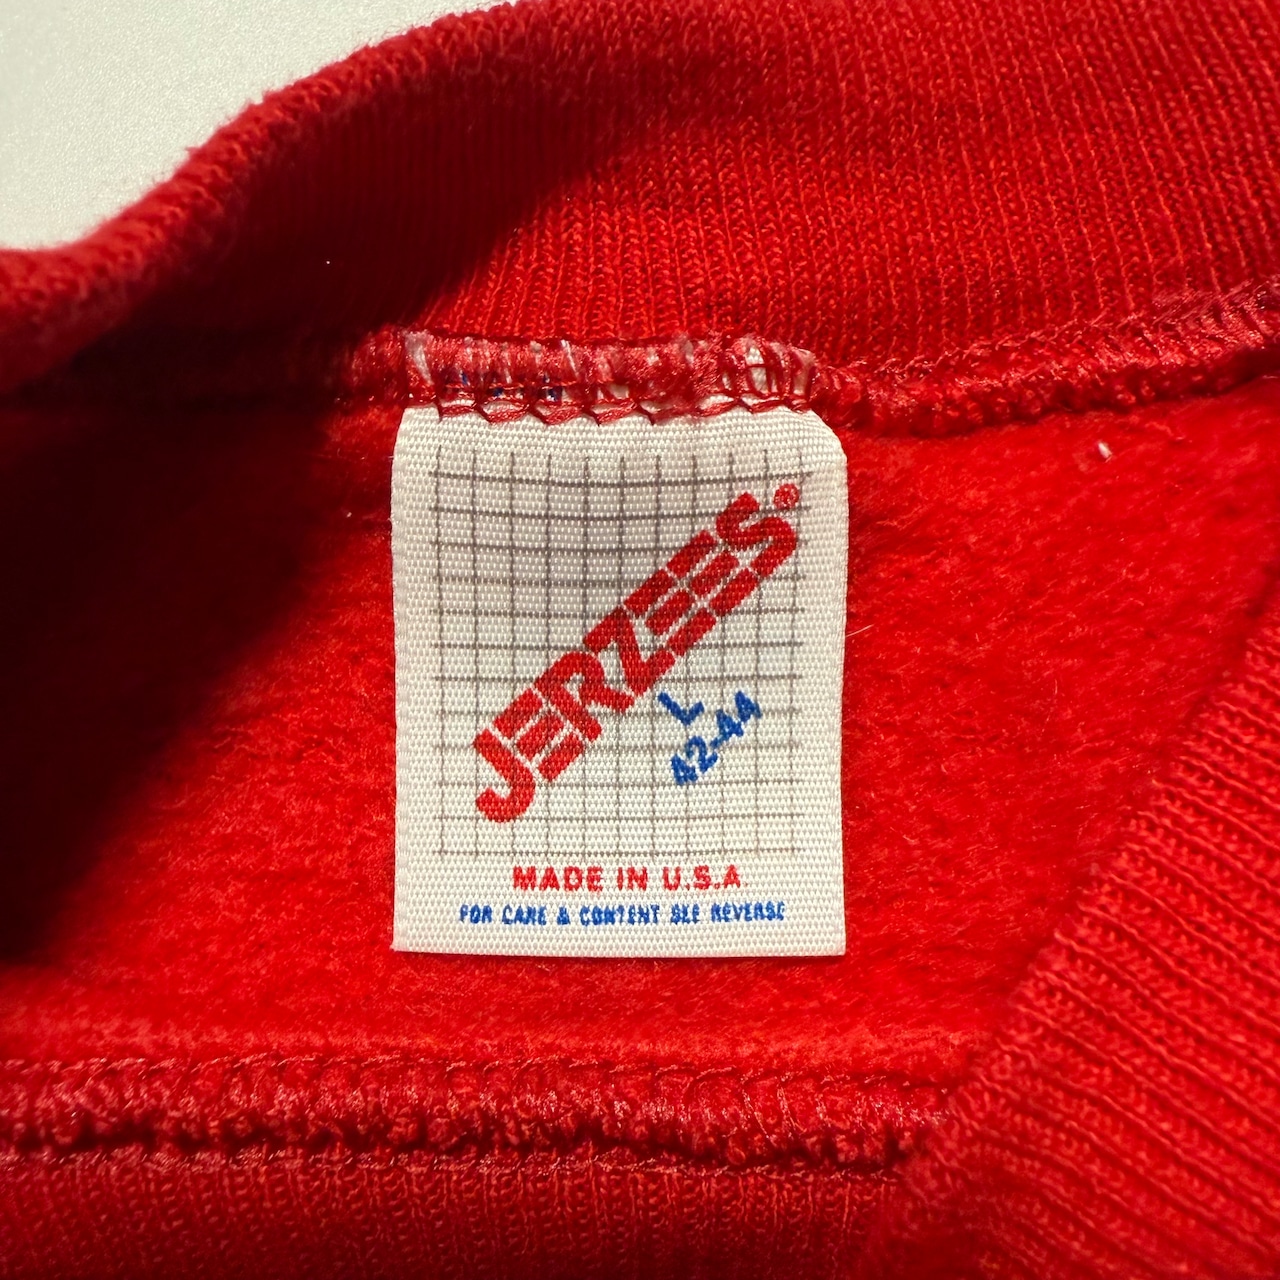 JERZEES®
L
42-44
MADE IN U.S.A.
FOR CARE & CONTENT SEE REVERSE